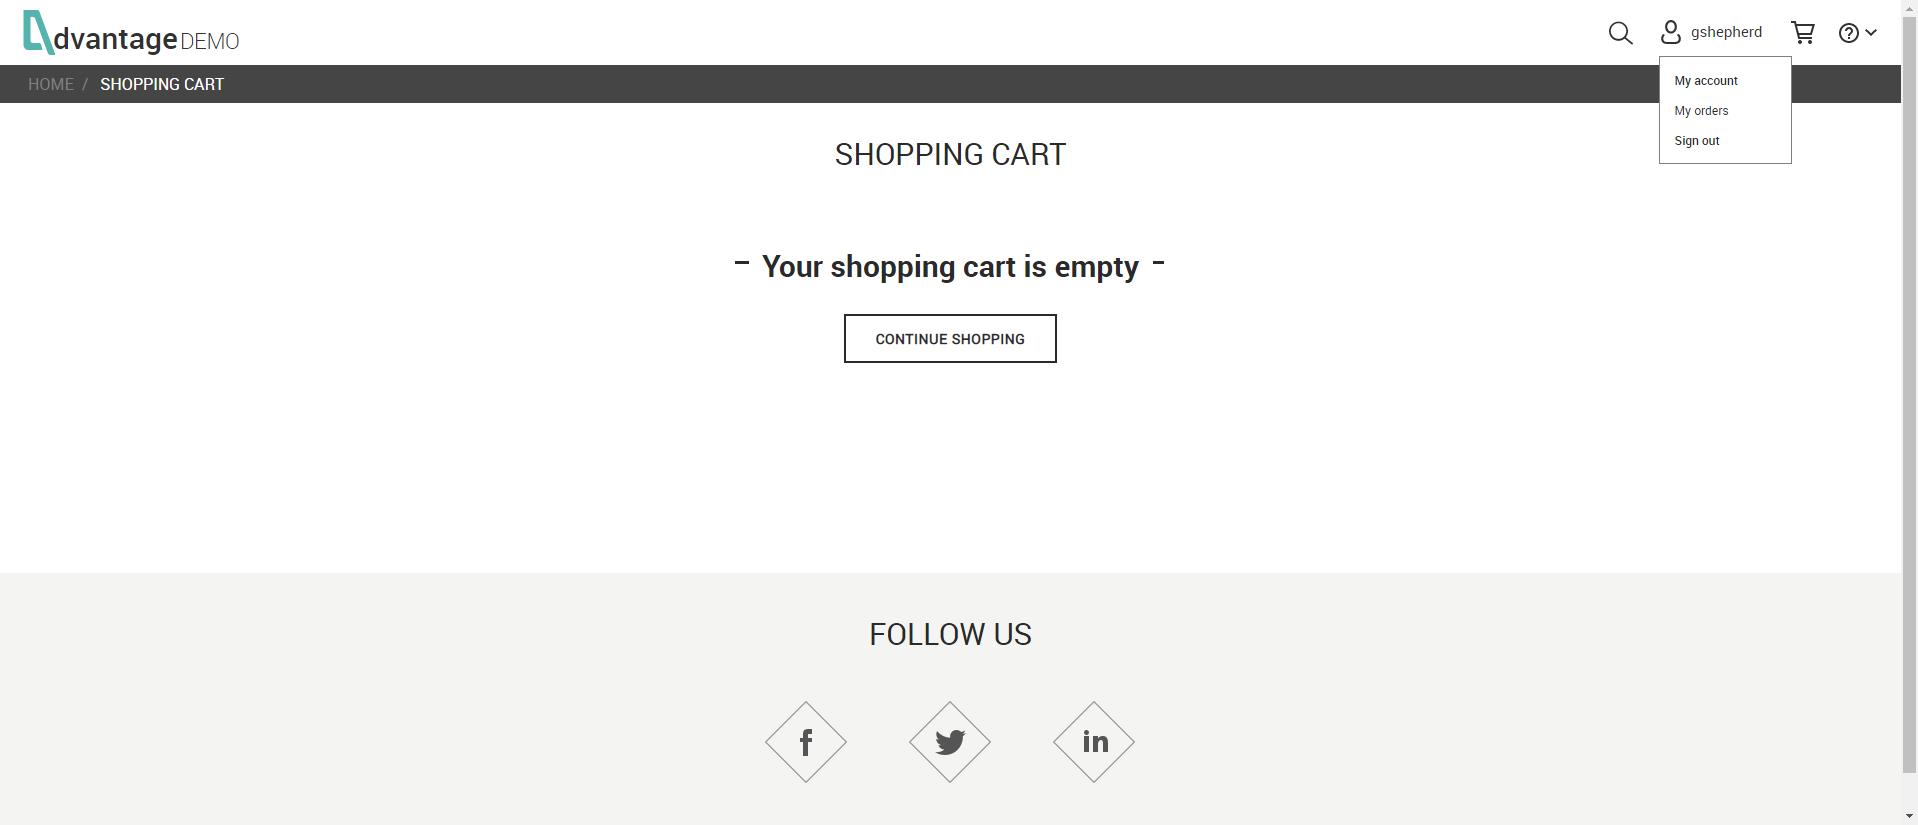 dvantage DEMO
gshepherd
My account
My orders
Sign out
HOME / SHOPPING CART
SHOPPING CART
- Your shopping cart is empty -
CONTINUE SHOPPING
FOLLOW US
f
in